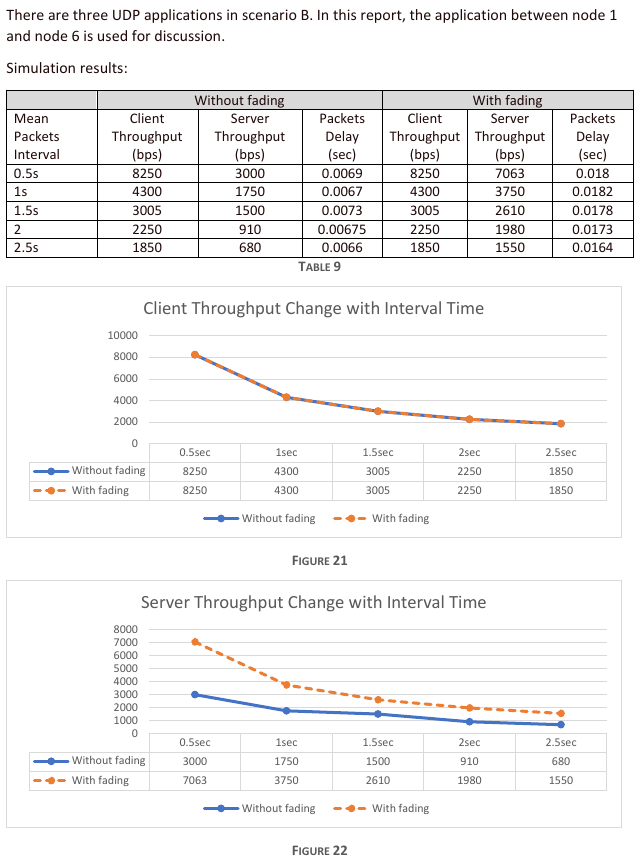 There are three UDP applications in scenario B. In this report, the application between node 1
and node 6 is used for discussion.
Simulation results:
Without fading With fading
Mean Packets Interval Client Throughput (bps) Server Throughput (bps) Packets Delay (sec) Client Throughput (bps) Server Throughput (bps) Packets Delay (sec)
0.5s 8250 3000 0.0069 8250 7063 0.018
1s 4300 1750 0.0067 4300 3750 0.0182
1.5s 3005 1500 0.0073 3005 2610 0.0178
2 2250 910 0.00675 2250 1980 0.0173
2.5s 1850 680 0.0066 1850 1550 0.0164
TABLE 9
Client Throughput Change with Interval Time
10000
8000
6000
4000
2000
0
0.5sec 1sec 1.5sec 2sec 2.5sec
Without fading 8250 4300 3005 2250 1850
With fading 8250 4300 3005 2250 1850
Without fading With fading
FIGURE 21
Server Throughput Change with Interval Time
8000
7000
6000
5000
4000
3000
2000
1000
0
0.5sec 1sec 1.5sec 2sec 2.5sec
Without fading 3000 1750 1500 910 680
With fading 7063 3750 2610 1980 1550
Without fading With fading
FIGURE 22